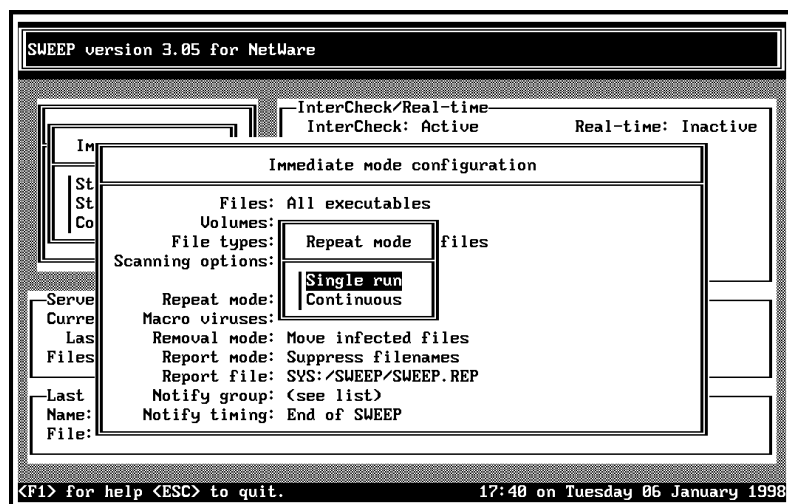 SWEEP version 3.05 for NetWare
InterCheck/Real-time
InterCheck: Active Real-time: Inactive
Im
St
St
Co
Immediate mode configuration
Files: All executables
Volumes:
File types: files
Scanning options:
Repeat mode
Single run
Continuous
Repeat mode:
Macro viruses:
Removal mode: Move infected files
Report mode: Suppress filenames
Report file: SYS:/SWEEP/SWEEP.REP
Notify group: (see list)
Notify timing: End of SWEEP
Serve
Curre
Las
Files
Last
Name:
File:
<F1> for help <ESC> to quit. 17:40 on Tuesday 06 January 1998